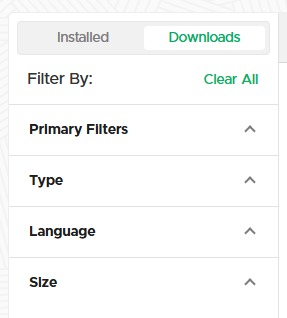 Installed Downloads
Filter By: Clear All
Primary Filters
Type
Language
Size